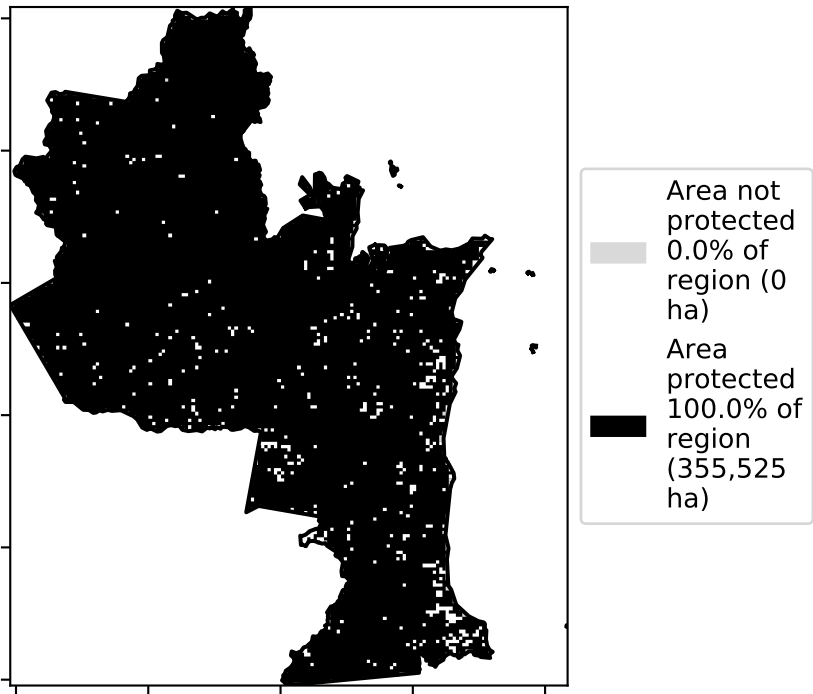 Area not
protected
0.0% of
region (0
ha)
Area
protected
100.0% of
region
(355,525
ha)